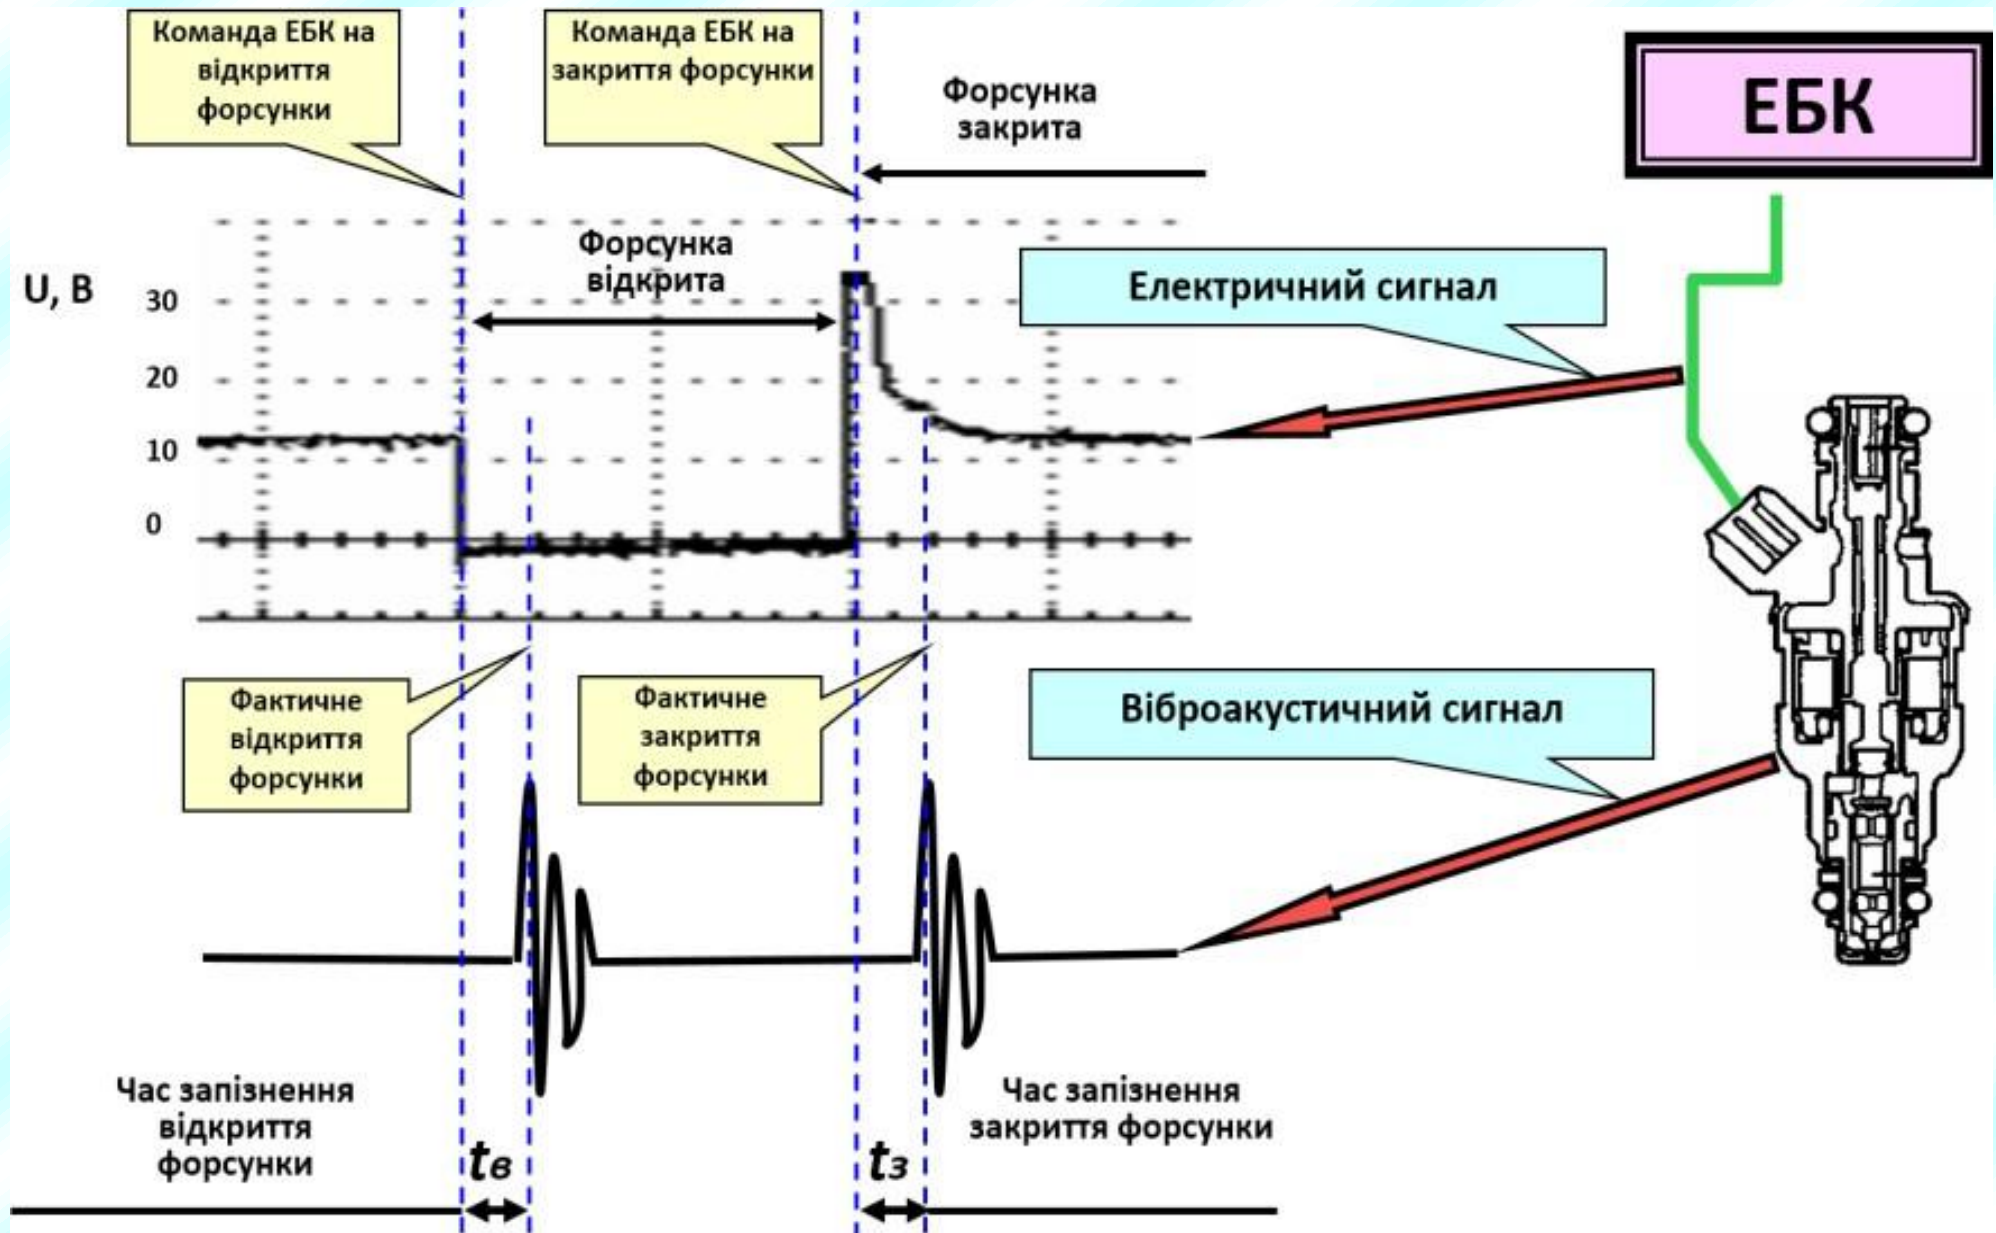 Команда ЕБК на
відкриття
форсунки
Команда ЕБК на
закриття форсунки
Форсунка
закрита
ЕБК
Форсунка
відкрита
U, В
30
20
10
0
Електричний сигнал
Фактичне
відкриття
форсунки
Фактичне
закриття
форсунки
Віброакустичний сигнал
Час запізнення
відкриття
форсунки
tв
tз
Час запізнення
закриття форсунки